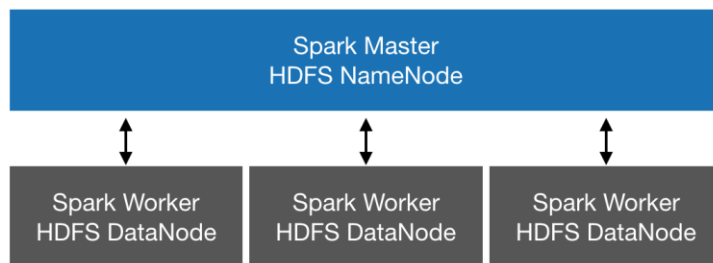 Spark Master
HDFS NameNode
Spark Worker
HDFS DataNode
Spark Worker
HDFS DataNode
Spark Worker
HDFS DataNode